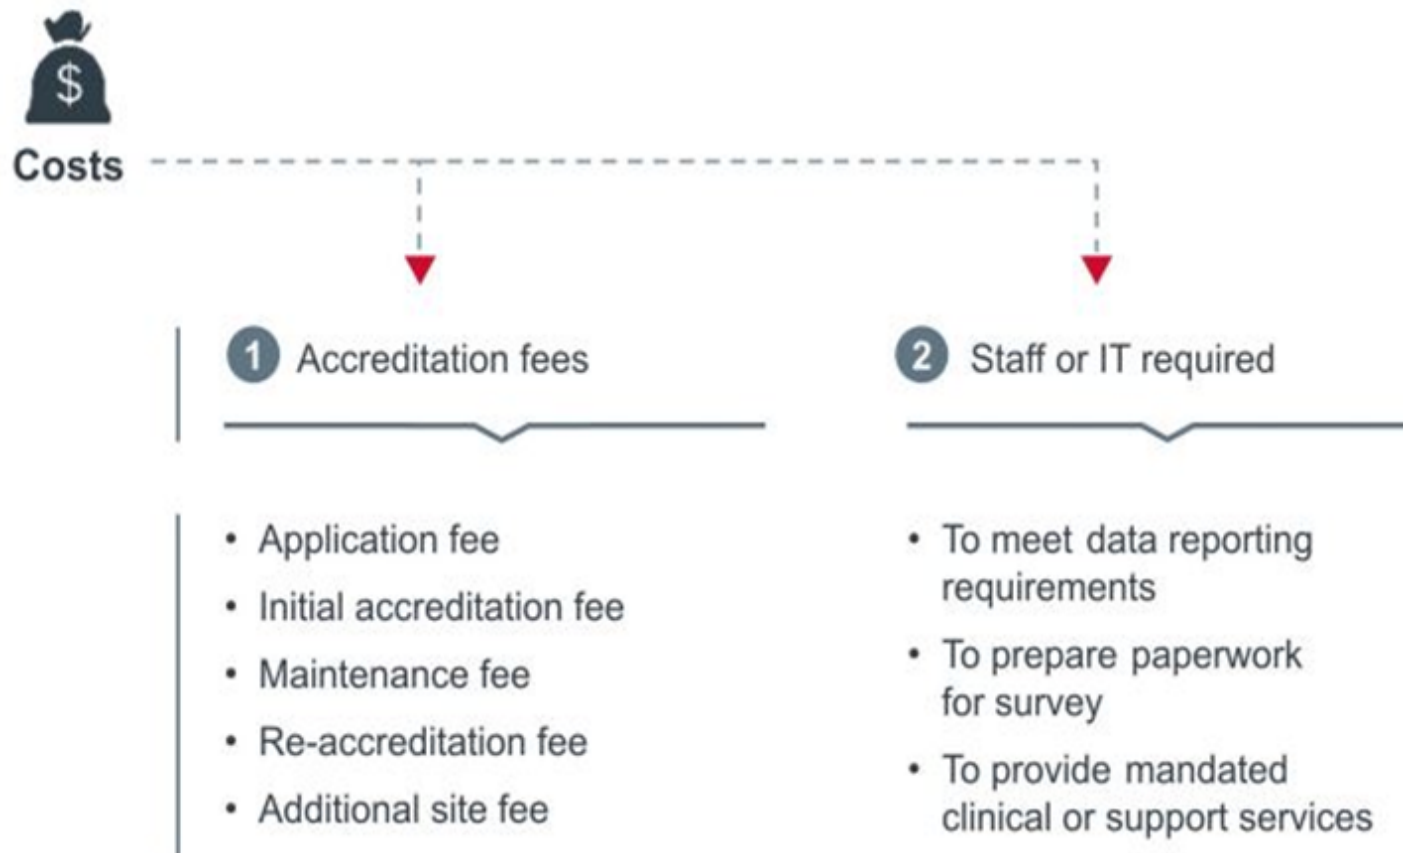 $
Costs
1 Accreditation fees
• Application fee
• Initial accreditation fee
• Maintenance fee
• Re-accreditation fee
• Additional site fee
2 Staff or IT required
• To meet data reporting
requirements
• To prepare paperwork
for survey
• To provide mandated
clinical or support services